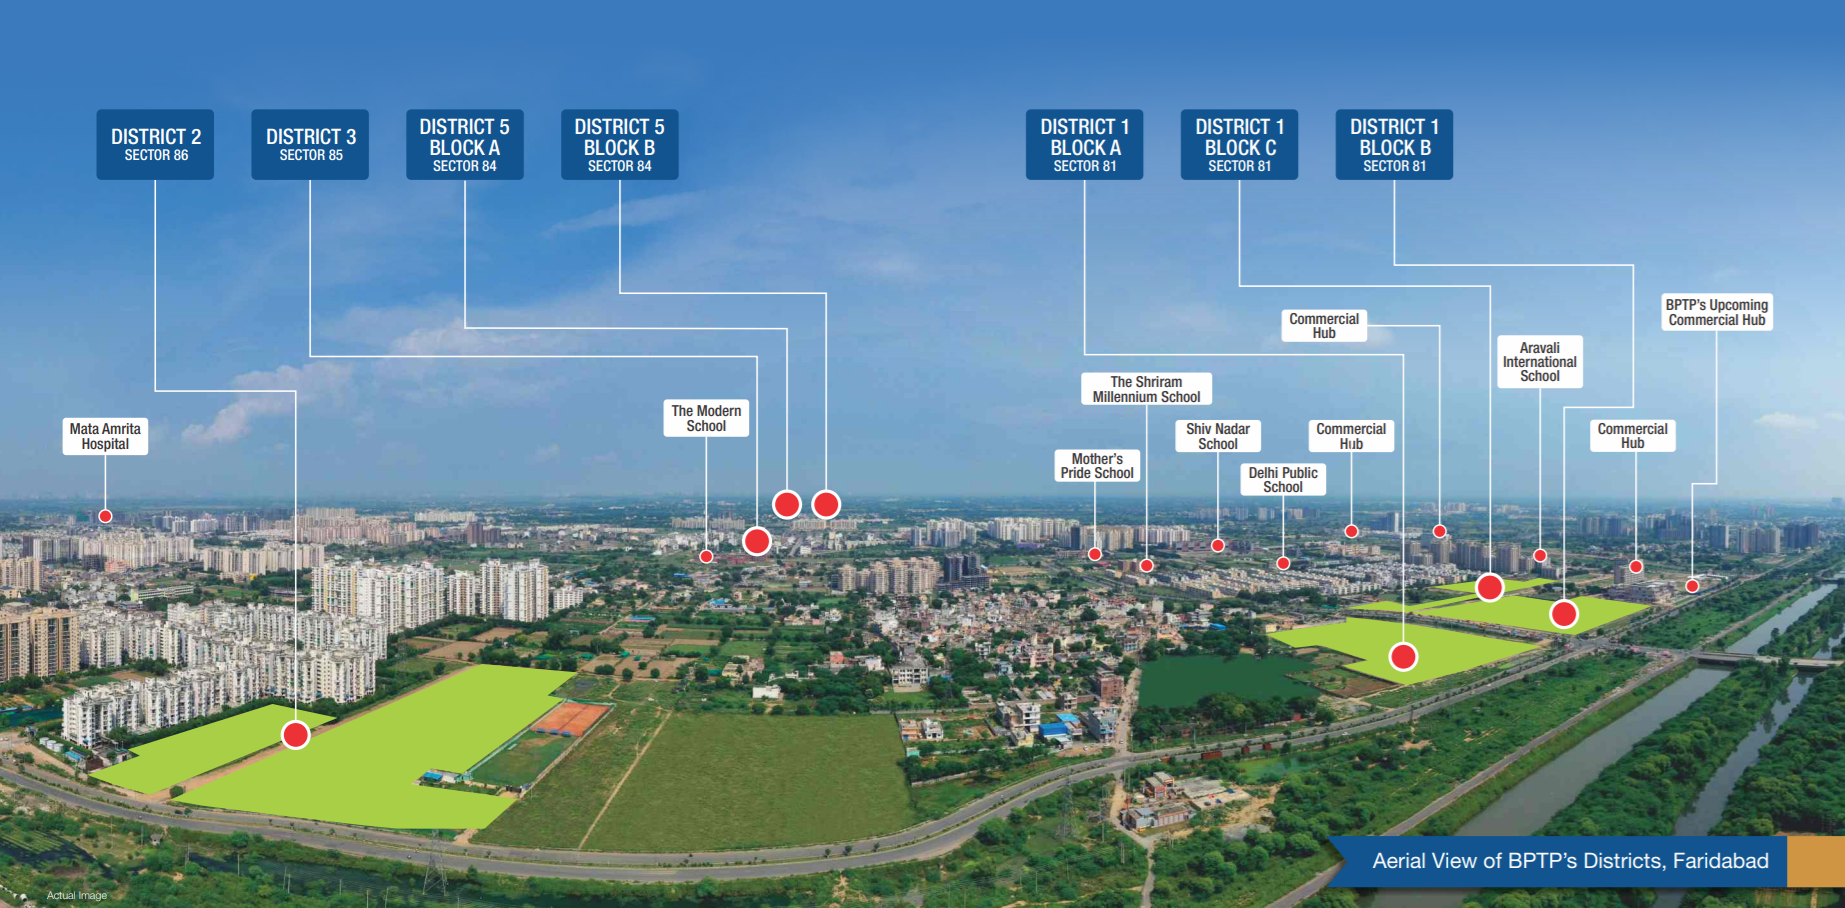 DISTRICT 2
SECTOR 86
DISTRICT 3
SECTOR 85
DISTRICT 5
BLOCK A
SECTOR 84
DISTRICT 5
BLOCK B
SECTOR 84
DISTRICT 1
BLOCK A
SECTOR 81
DISTRICT 1
BLOCK C
SECTOR 81
DISTRICT 1
BLOCK B
SECTOR 81
BPTP's Upcoming
Commercial Hub
Commercial
Hub
Aravali
International
School
The Shriram
Millennium School
The Modern
School
Mata Amrita
Hospital
Shiv Nadar
School
Commercial
Hub
Commercial
Hub
Mother's
Pride School
Delhi Public
School
Aerial View of BPTP's Districts, Faridabad
Actual Image